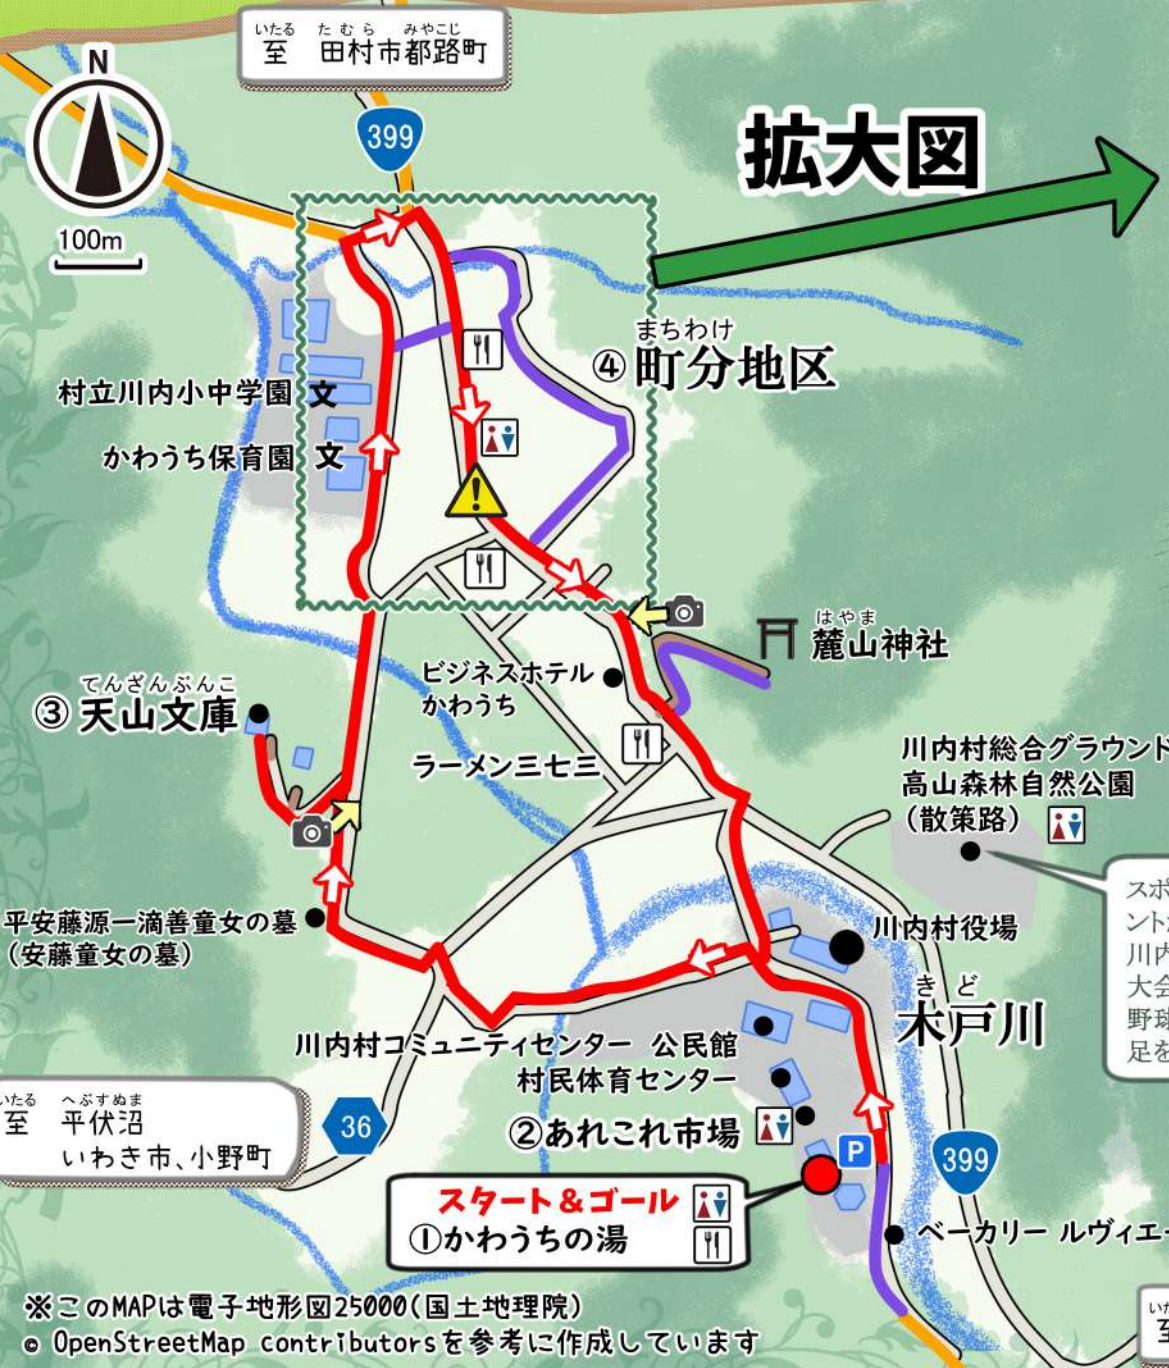 いたる たむら みやこじ
至 田村市都路町
N
399
拡大図
100m
まちわけ
④町分地区
村立川内小中学園 文
かわうち保育園 文
はやま
麓山神社
ビジネスホテル
かわうち
てんざんぶんこ
③天山文庫
ラーメン三七三
川内村総合グラウンド
高山森林自然公園
(散策路)
平安藤源一滴善童女の墓
(安藤童女の墓)
川内村役場
きど
木戸川
スポ
ント
川内
大会
野球
足を
川内村コミュニティセンター 公民館
村民体育センター
②あれこれ市場
P
いたる へぶすぬま
至 平伏沼
いわき市、小野町
36
399
スタート&ゴール
①かわうちの湯
ベーカリー ルヴィエ
※このMAPは電子地形図25000(国土地理院)
© OpenStreetMap contributorsを参考に作成しています